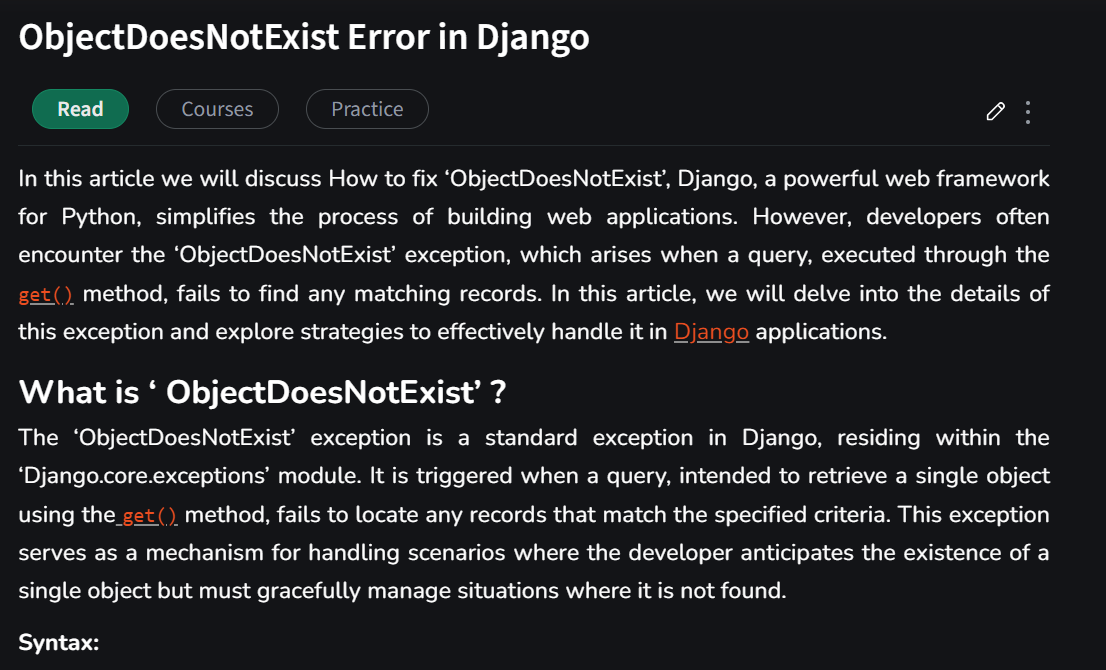 ObjectDoesNotExist Error in Django
Read Courses Practice
In this article we will discuss How to fix ‘ObjectDoesNotExist’, Django, a powerful web framework
for Python, simplifies the process of building web applications. However, developers often
encounter the ‘ObjectDoesNotExist’ exception, which arises when a query, executed through the
get() method, fails to find any matching records. In this article, we will delve into the details of
this exception and explore strategies to effectively handle it in Django applications.
What is ‘ ObjectDoesNotExist’ ?
The ‘ObjectDoesNotExist’ exception is a standard exception in Django, residing within the
‘Django.core.exceptions’ module. It is triggered when a query, intended to retrieve a single object
using the get() method, fails to locate any records that match the specified criteria. This exception
serves as a mechanism for handling scenarios where the developer anticipates the existence of a
single object but must gracefully manage situations where it is not found.
Syntax: